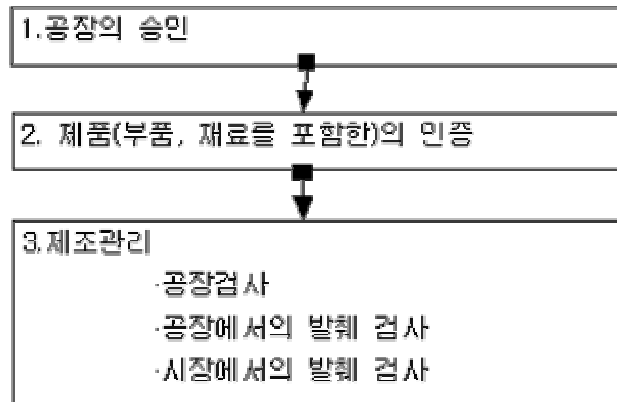 1.공장의 승인
2. 제품(부품, 재료를 포함한)의 인증
3.제조관리
·공장검사
·공장에서의 발췌 검사
·시장에서의 발췌 검사